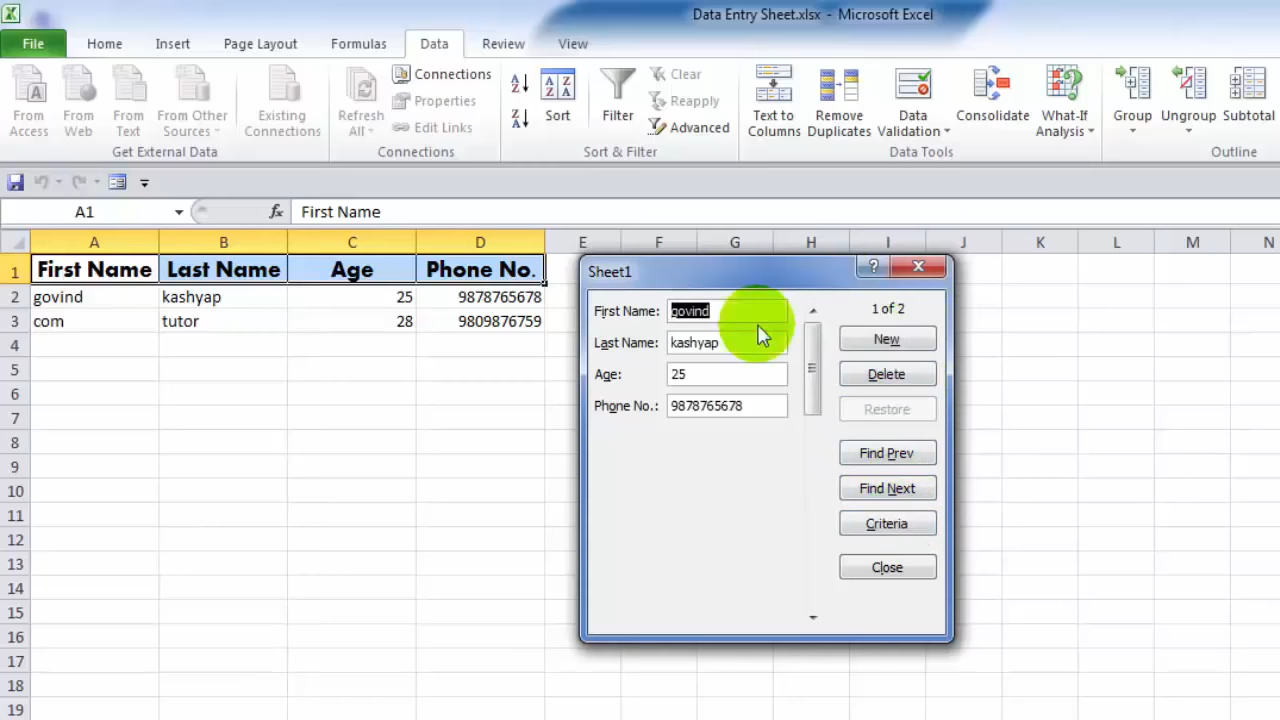 Data Entry Sheet.xlsx - Microsoft Excel
File Home Insert Page Layout Formulas Data Review View
From Access
From Web
From Text
From Other Sources
Existing Connections
Get External Data
Refresh All
Connections
Properties
Edit Links
Connections
A Z
Z A
A Z
Z A
Sort
Filter
Clear
Reapply
Advanced
Sort & Filter
Text to Columns
Remove Duplicates
Data Validation
Consolidate
What-If Analysis
Data Tools
Group
Ungroup
Subtotal
Outline
A1 fx First Name
A B C D E F G H I J K L M N
1 First Name Last Name Age Phone No.
2 govind kashyap 25 9878765678
3 com tutor 28 9809876759
4
5
6
7
8
9
10
11
12
13
14
15
16
17
18
19
Sheet1 ?
First Name: govind
Last Name: kashyap
Age: 25
Phone No.: 9878765678
1 of 2
New
Delete
Restore
Find Prev
Find Next
Criteria
Close